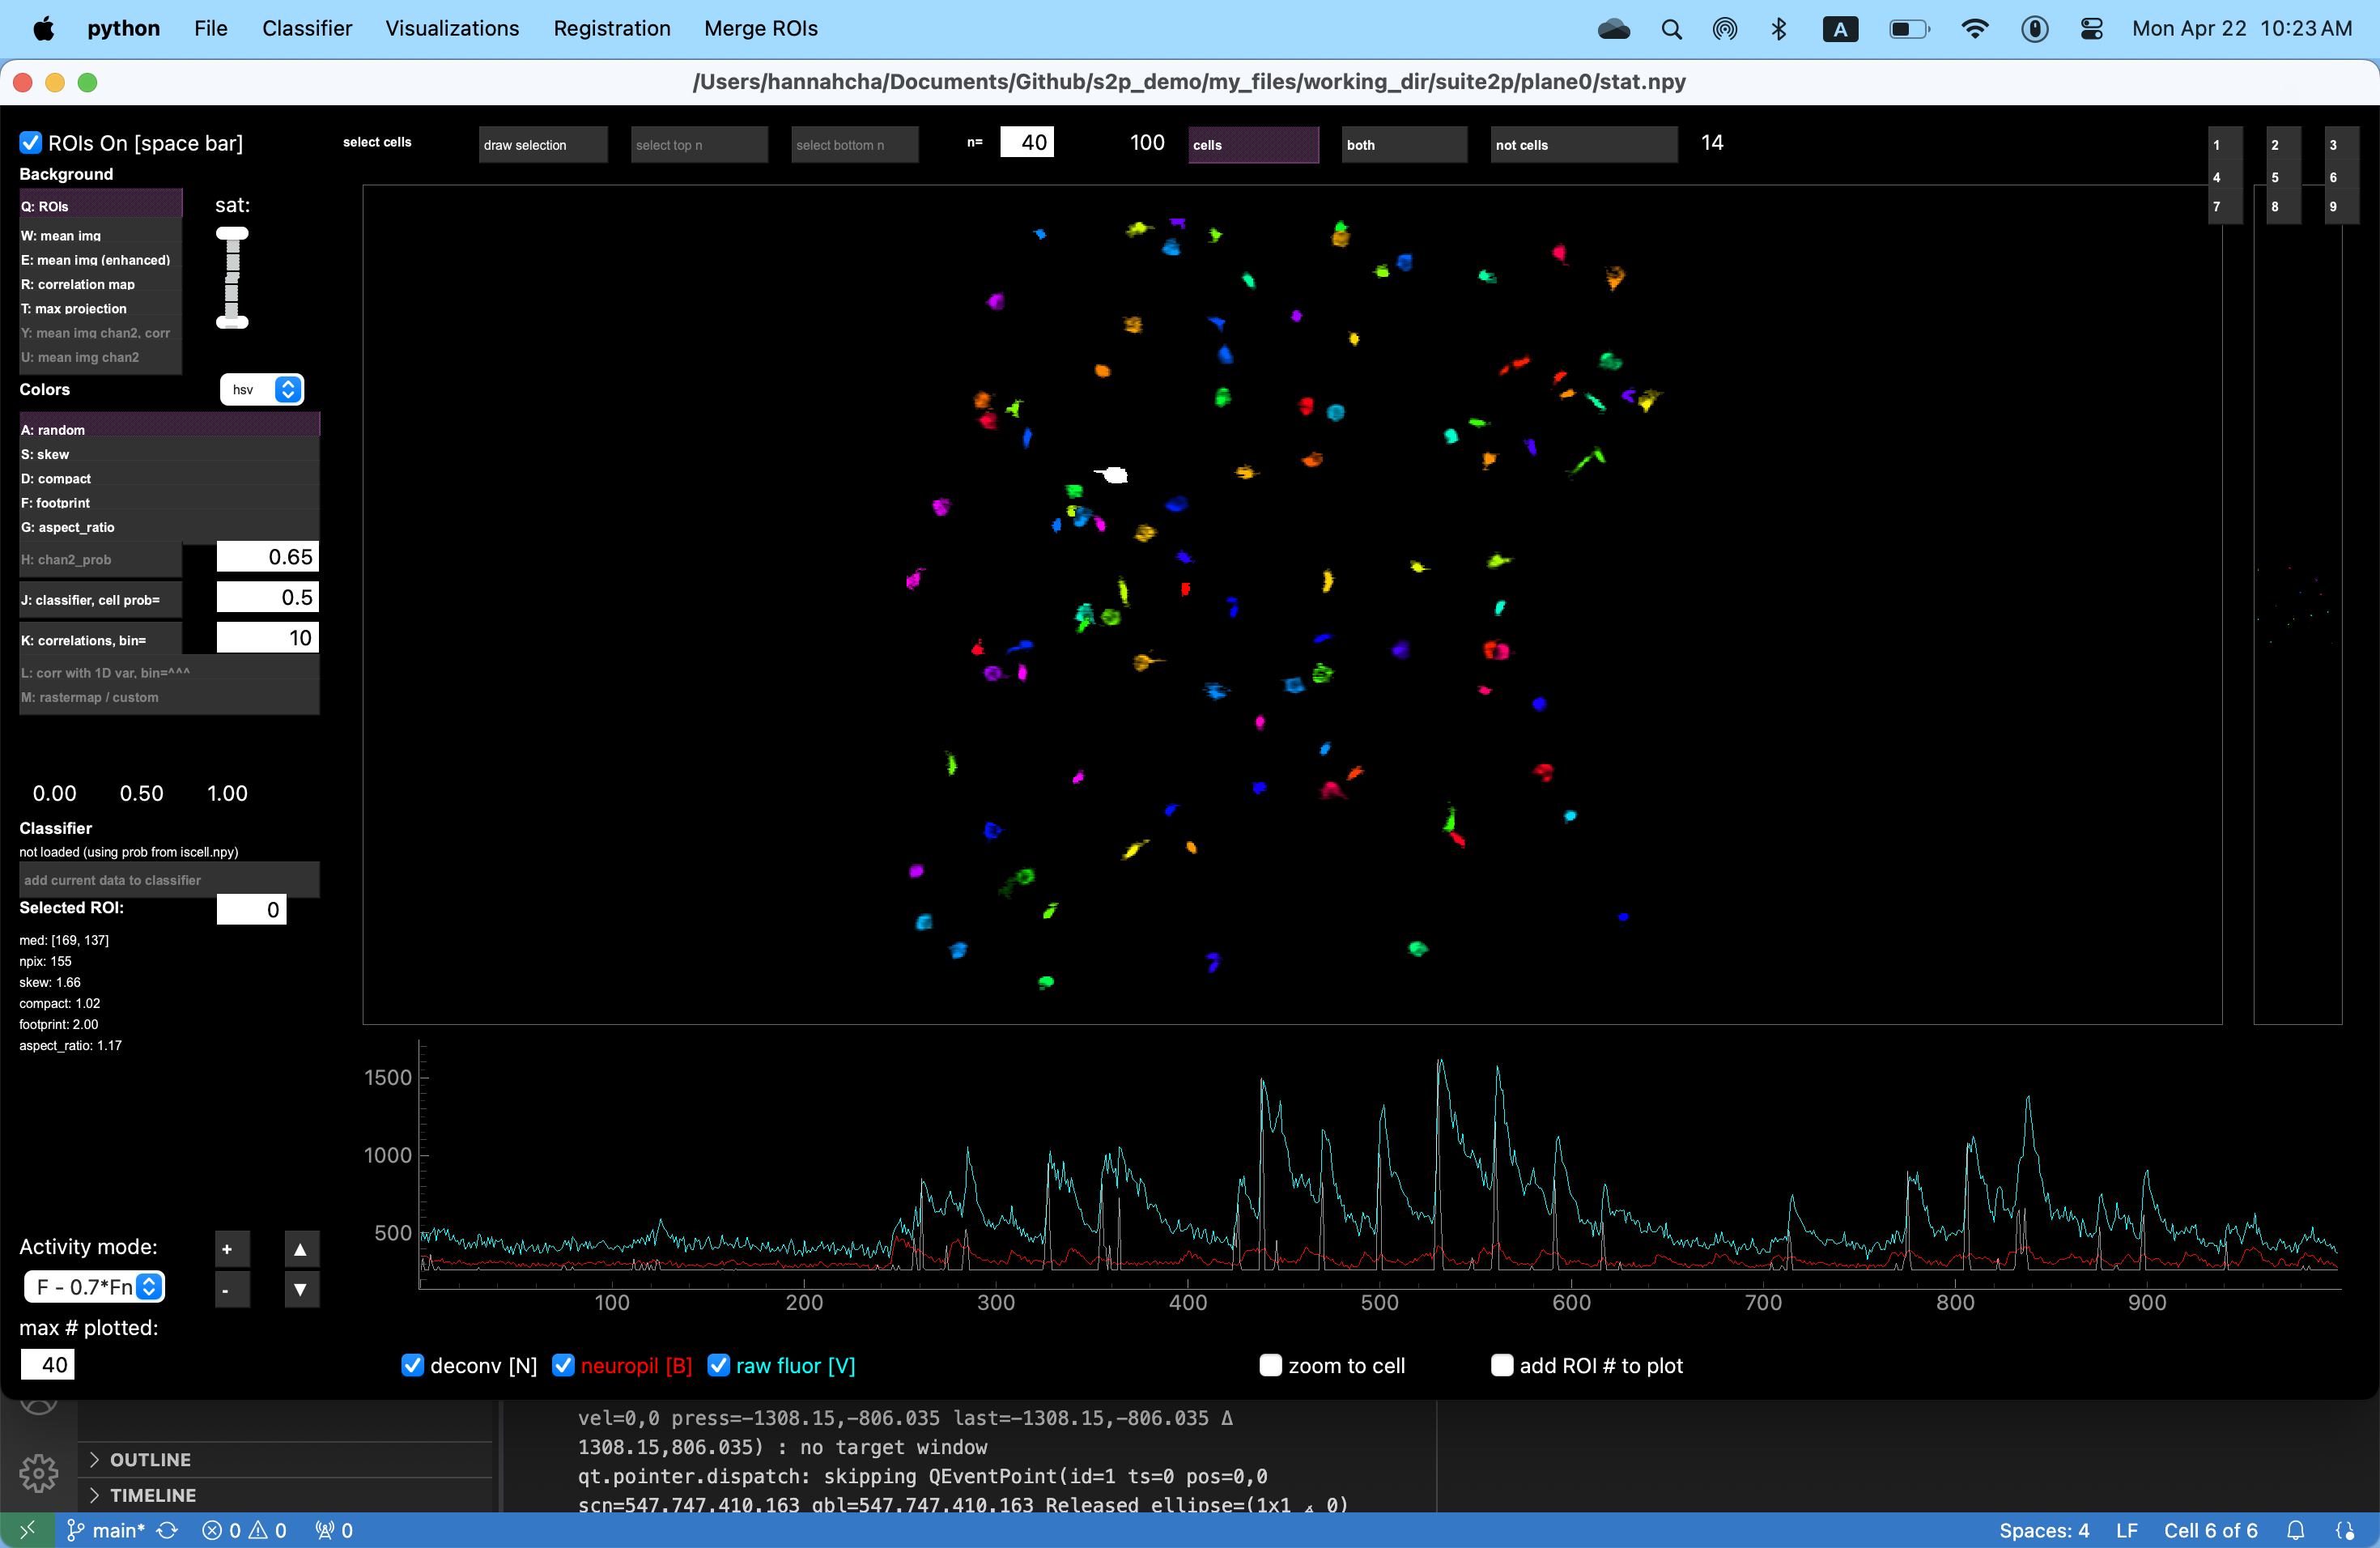 python File Classifier Visualizations Registration Merge ROIs A Mon Apr 22 10:23 AM
/Users/hannahcha/Documents/Github/s2p_demo/my_files/working_dir/suite2p/plane0/stat.npy
ROIs On [space bar] select cells draw selection select top n select bottom n n= 40 100 cells both not cells 14
1 2 3
4 5 6
7 8 9
Background
Q: ROIs sat:
W: mean img
E: mean img (enhanced)
R: correlation map
T: max projection
Y: mean img chan2, corr
U: mean img chan2
Colors hsv
A: random
S: skew
D: compact
F: footprint
G: aspect_ratio
H: chan2_prob 0.65
J: classifier, cell prob= 0.5
K: correlations, bin= 10
L: corr with 1D var, bin=^^^
M: rastermap / custom
0.00 0.50 1.00
Classifier
not loaded (using prob from iscell.npy)
add current data to classifier
Selected ROI: 0
med: [169, 137]
npix: 155
skew: 1.66
compact: 1.02
footprint: 2.00
aspect_ratio: 1.17
1500
1000
500
100 200 300 400 500 600 700 800 900
Activity mode: + ▲
F - 0.7*Fn - ▼
max # plotted:
40
deconv [N] neuropil [B] raw fluor [V] zoom to cell add ROI # to plot
vel=0,0 press=-1308.15,-806.035 last=-1308.15,-806.035 Δ
1308.15,806.035) : no target window
qt.pointer.dispatch: skipping QEventPoint(id=1 ts=0 pos=0,0
scn=547.747,410.163 gbl=547.747,410.163 Released ellipse=(1x1 ∡ 0)
OUTLINE
TIMELINE
main* 0 0 0 Spaces: 4 LF Cell 6 of 6